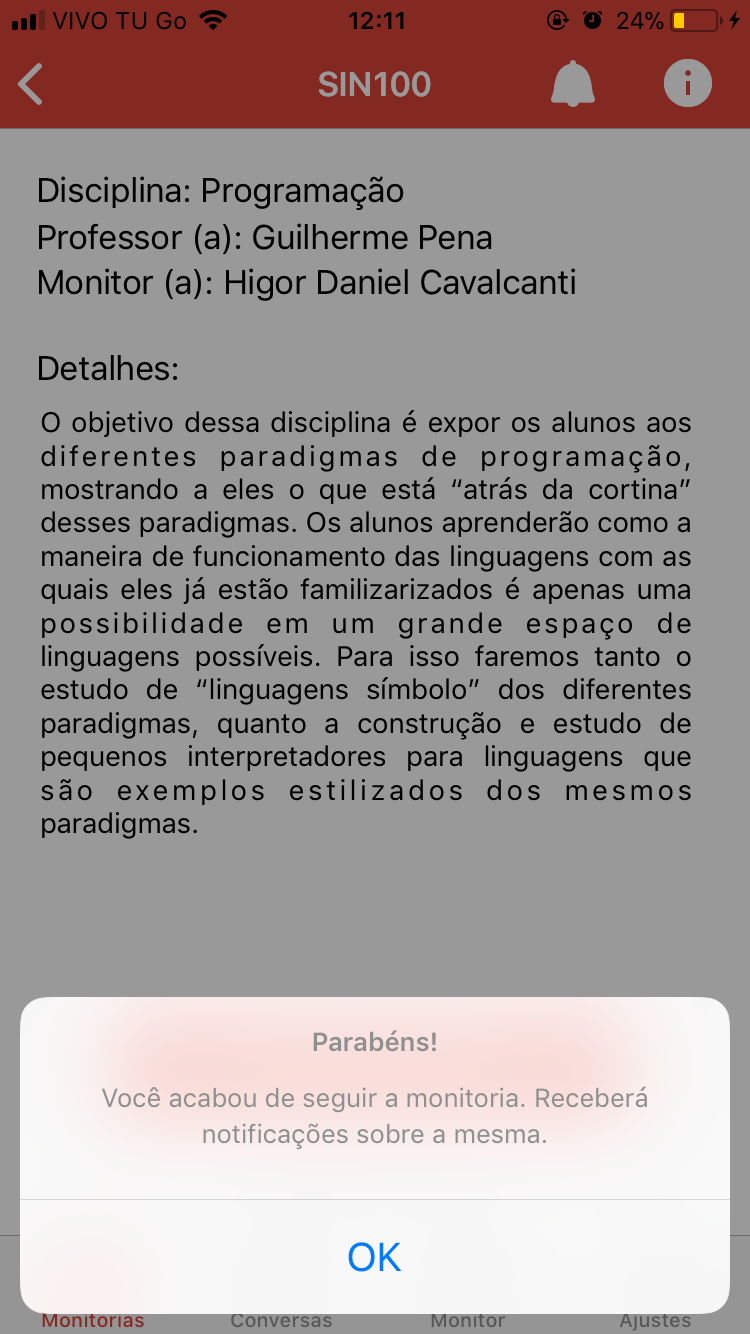 VIVO TU Go 12:11 24%
SIN100
Disciplina: Programação
Professor (a): Guilherme Pena
Monitor (a): Higor Daniel Cavalcanti
Detalhes:
O objetivo dessa disciplina é expor os alunos aos
diferentes paradigmas de programação,
mostrando a eles o que está “atrás da cortina”
desses paradigmas. Os alunos aprenderão como a
maneira de funcionamento das linguagens com as
quais eles já estão familizarizados é apenas uma
possibilidade em um grande espaço de
linguagens possíveis. Para isso faremos tanto o
estudo de “linguagens símbolo” dos diferentes
paradigmas, quanto a construção e estudo de
pequenos interpretadores para linguagens que
são exemplos estilizados dos mesmos
paradigmas.
Parabéns!
Você acabou de seguir a monitoria. Receberá
notificações sobre a mesma.
OK
Monitorias Conversas Monitor Ajustes